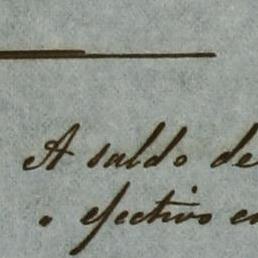 A saldo de
" efectivo en